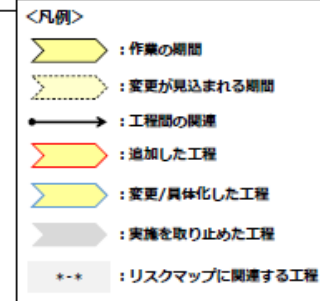 <凡例>
：作業の期間
：変更が見込まれる期間
：工程間の関連
：追加した工程
：変更/具体化した工程
：実施を取り止めた工程
*-* ：リスクマップに関連する工程